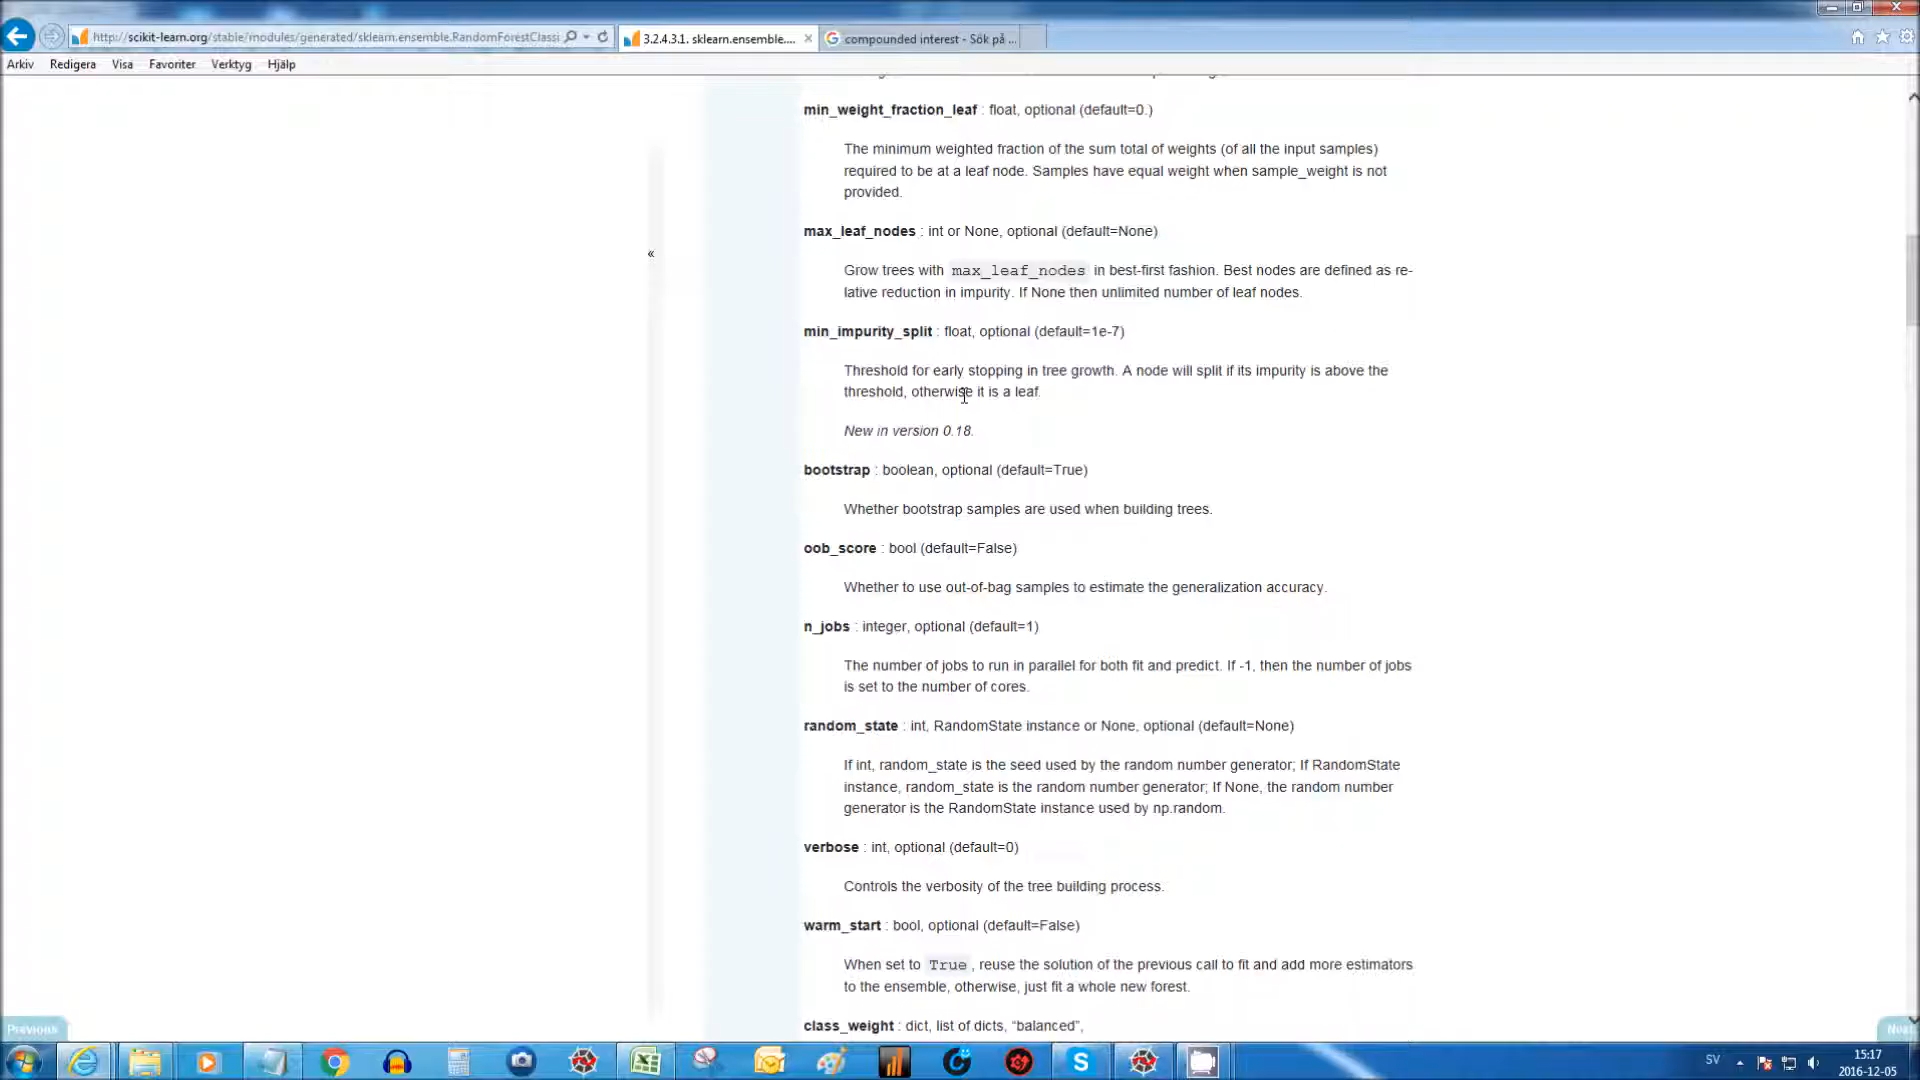 http://scikit-learn.org/stable/modules/generated/sklearn.ensemble.RandomForestClassi
3.2.4.3.1. sklearn.ensemble....
compounded interest - Sök på ...
Arkiv Redigera Visa Favoriter Verktyg Hjälp
min_weight_fraction_leaf : float, optional (default=0.)
The minimum weighted fraction of the sum total of weights (of all the input samples)
required to be at a leaf node. Samples have equal weight when sample_weight is not
provided.
max_leaf_nodes : int or None, optional (default=None)
«
Grow trees with max_leaf_nodes in best-first fashion. Best nodes are defined as re-
lative reduction in impurity. If None then unlimited number of leaf nodes.
min_impurity_split : float, optional (default=1e-7)
Threshold for early stopping in tree growth. A node will split if its impurity is above the
threshold, otherwise it is a leaf.
New in version 0.18.
bootstrap : boolean, optional (default=True)
Whether bootstrap samples are used when building trees.
oob_score : bool (default=False)
Whether to use out-of-bag samples to estimate the generalization accuracy.
n_jobs : integer, optional (default=1)
The number of jobs to run in parallel for both fit and predict. If -1, then the number of jobs
is set to the number of cores.
random_state : int, RandomState instance or None, optional (default=None)
If int, random_state is the seed used by the random number generator; If RandomState
instance, random_state is the random number generator; If None, the random number
generator is the RandomState instance used by np.random.
verbose : int, optional (default=0)
Controls the verbosity of the tree building process.
warm_start : bool, optional (default=False)
When set to True , reuse the solution of the previous call to fit and add more estimators
to the ensemble, otherwise, just fit a whole new forest.
class_weight : dict, list of dicts, “balanced”,
Previous
SV
15:17
2016-12-05